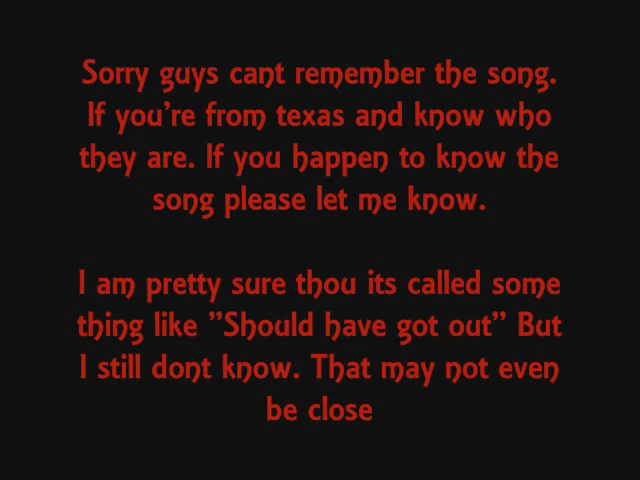 Sorry guys cant remember the song.
If you're from texas and know who
they are. If you happen to know the
song please let me know.
I am pretty sure thou its called some
thing like "Should have got out" But
I still dont know. That may not even
be close